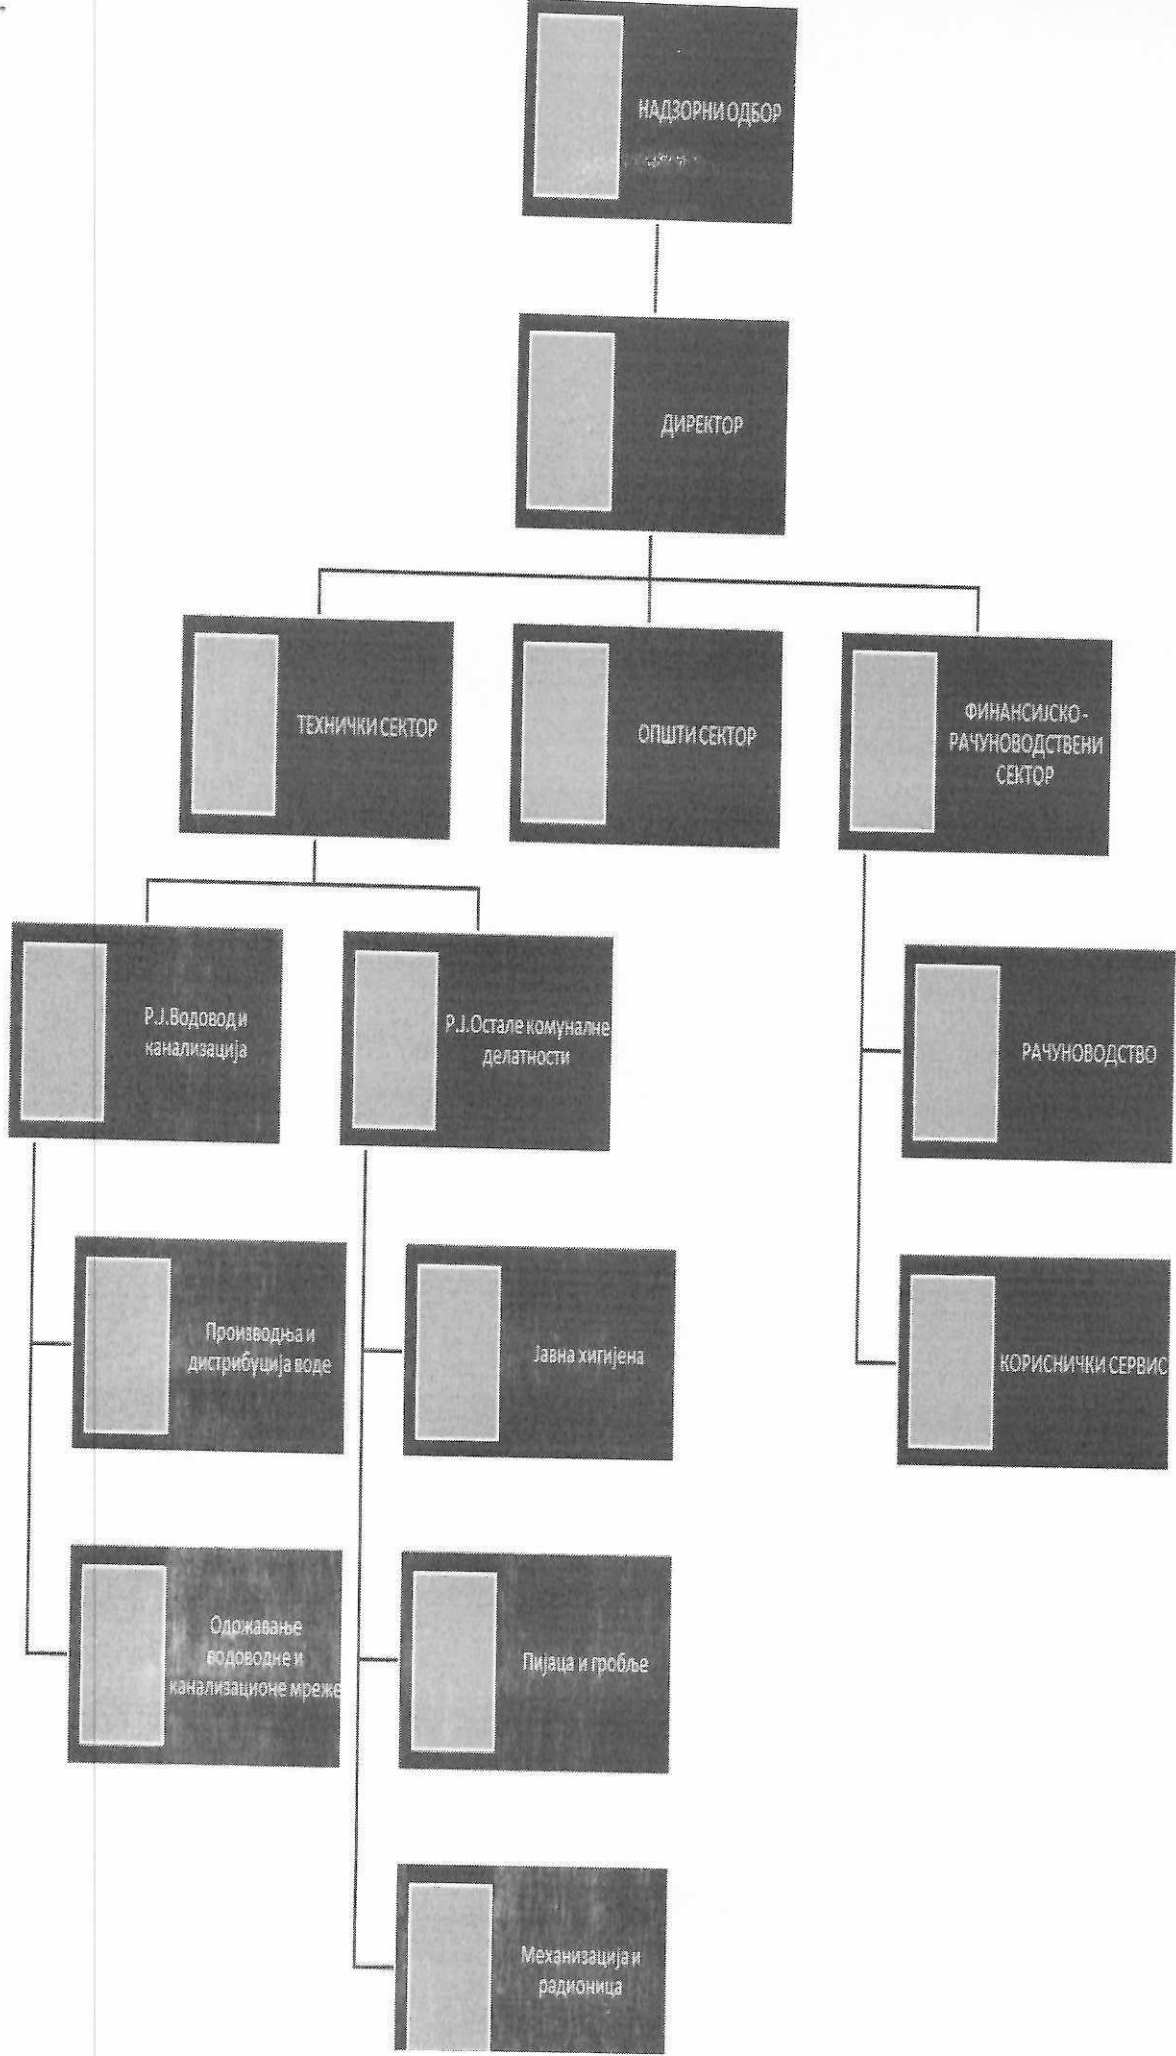 НАДЗОРНИ ОДБОР
ДИРЕКТОР
ТЕХНИЧКИ СЕКТОР
ОПШТИ СЕКТОР
ФИНАНСИЈСКО-
РАЧУНОВОДСТВЕНИ
СЕКТОР
Р.Ј.Водовод и
канализација
Р.Ј.Остале комуналне
делатности
РАЧУНОВОДСТВО
Производња и
дистрибуција воде
Јавна хигијена
КОРИСНИЧКИ СЕРВИС
Одржавање
водоводне и
канализационе мреже
Пијаца и гробље
Механизација и
радионица